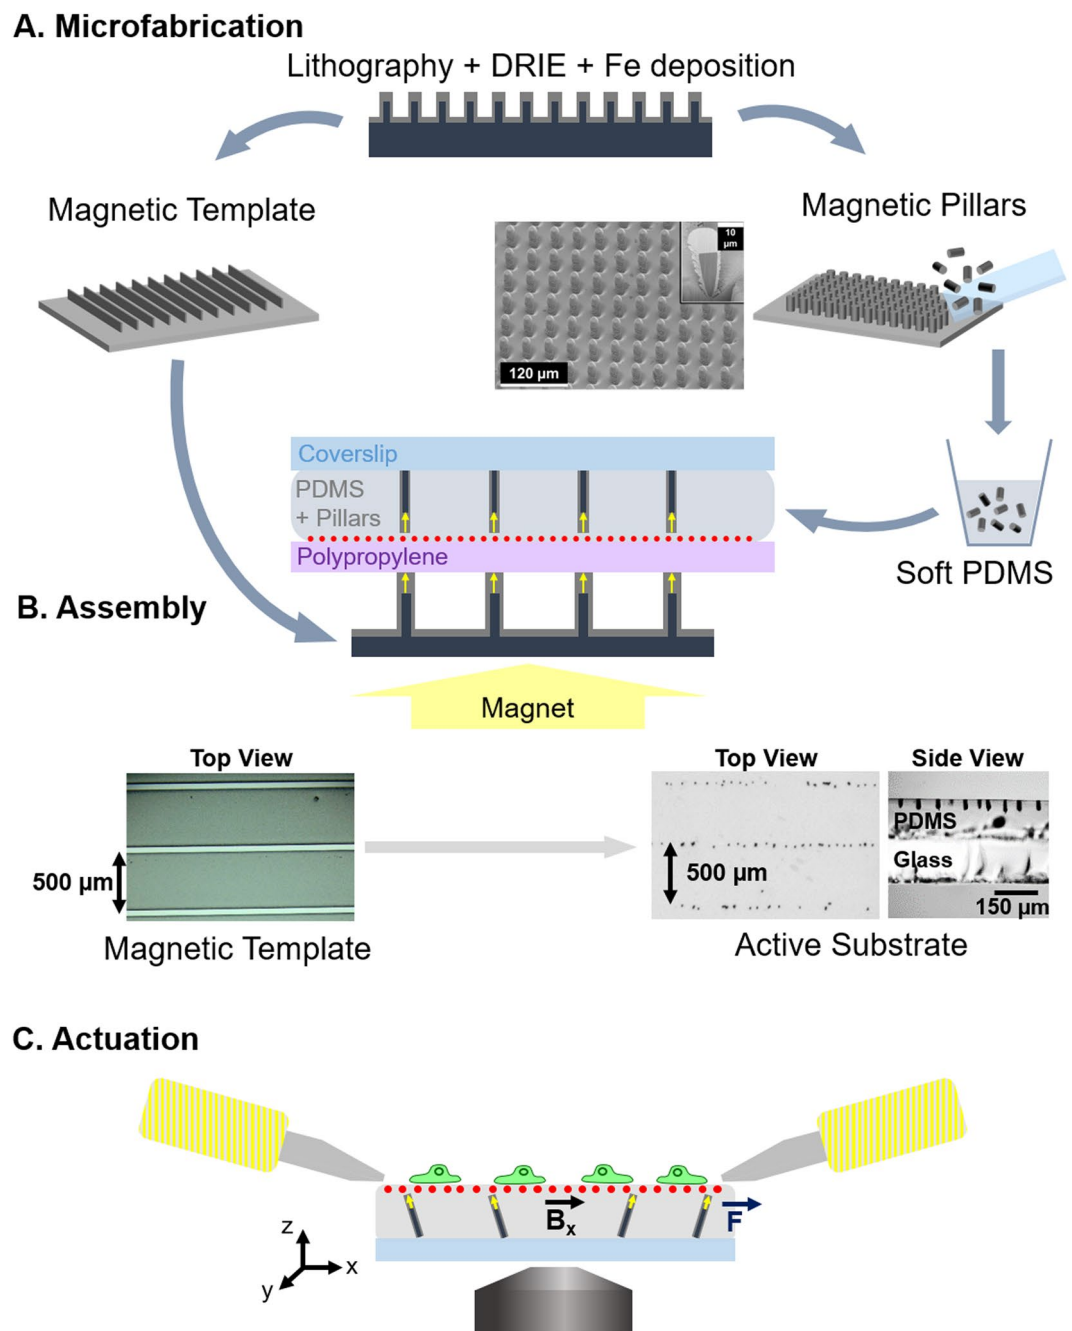 A. Microfabrication
Lithography + DRIE + Fe deposition
Magnetic Template
Magnetic Pillars
10
μm
120 μm
Coverslip
PDMS
+ Pillars
Polypropylene
Soft PDMS
B. Assembly
Magnet
Top View
Top View
Side View
500 μm
500 μm
PDMS
Glass
150 μm
Magnetic Template
Active Substrate
C. Actuation
Bx
F
z
x
y